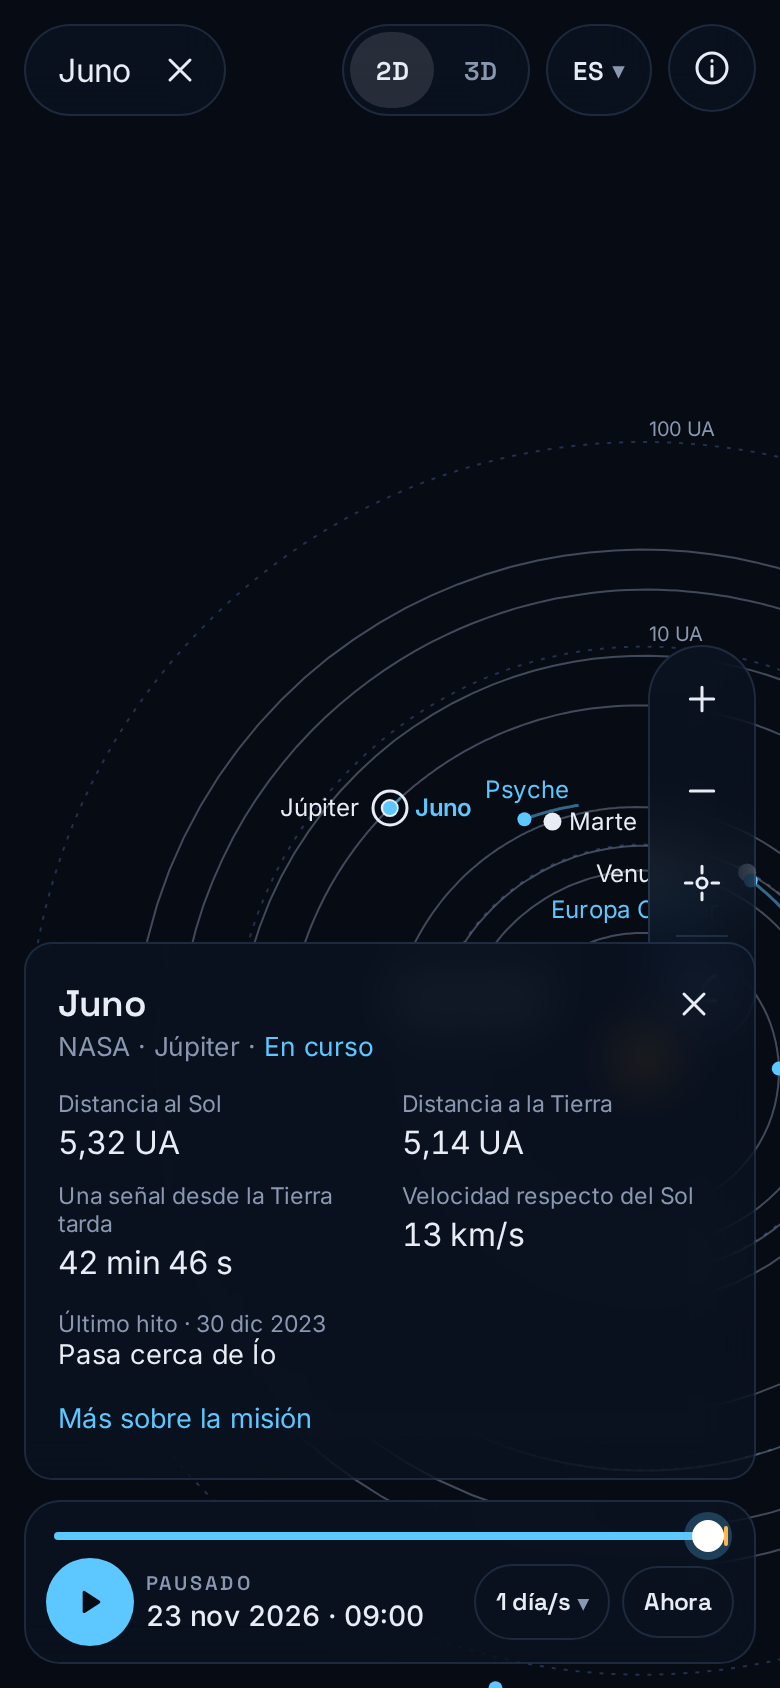 Juno
2D 3D ES
100 UA
10 UA
Psyche
Júpiter Juno
Marte
Venu
Europa C
Juno
NASA · Júpiter · En curso
Distancia al Sol
5,32 UA
Distancia a la Tierra
5,14 UA
Una señal desde la Tierra
tarda
42 min 46 s
Velocidad respecto del Sol
13 km/s
Último hito · 30 dic 2023
Pasa cerca de Ío
Más sobre la misión
PAUSADO
23 nov 2026 · 09:00
1 día/s
Ahora